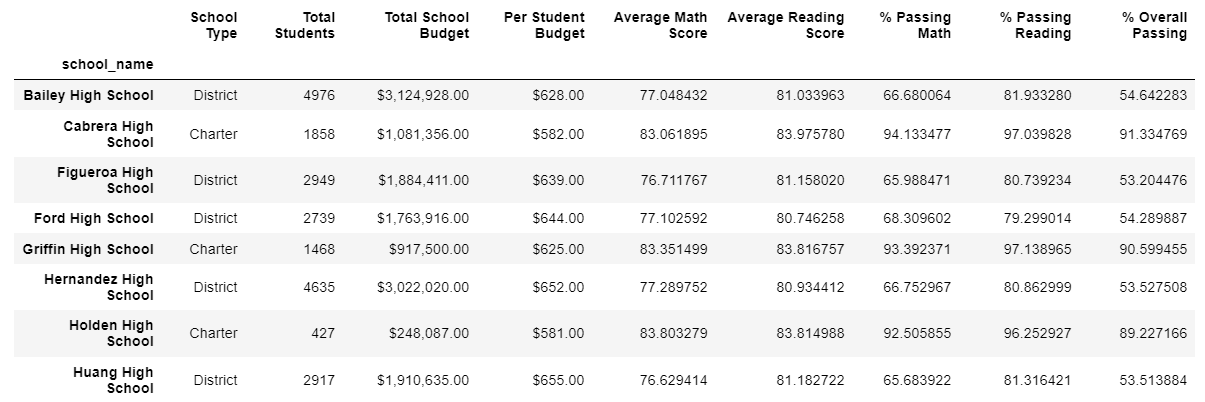 School Type Total Students Total School Budget Per Student Budget Average Math Score Average Reading Score % Passing Math % Passing Reading % Overall Passing
school_name
Bailey High School District 4976 $3,124,928.00 $628.00 77.048432 81.033963 66.680064 81.933280 54.642283
Cabrera High School Charter 1858 $1,081,356.00 $582.00 83.061895 83.975780 94.133477 97.039828 91.334769
Figueroa High School District 2949 $1,884,411.00 $639.00 76.711767 81.158020 65.988471 80.739234 53.204476
Ford High School District 2739 $1,763,916.00 $644.00 77.102592 80.746258 68.309602 79.299014 54.289887
Griffin High School Charter 1468 $917,500.00 $625.00 83.351499 83.816757 93.392371 97.138965 90.599455
Hernandez High School District 4635 $3,022,020.00 $652.00 77.289752 80.934412 66.752967 80.862999 53.527508
Holden High School Charter 427 $248,087.00 $581.00 83.803279 83.814988 92.505855 96.252927 89.227166
Huang High School District 2917 $1,910,635.00 $655.00 76.629414 81.182722 65.683922 81.316421 53.513884